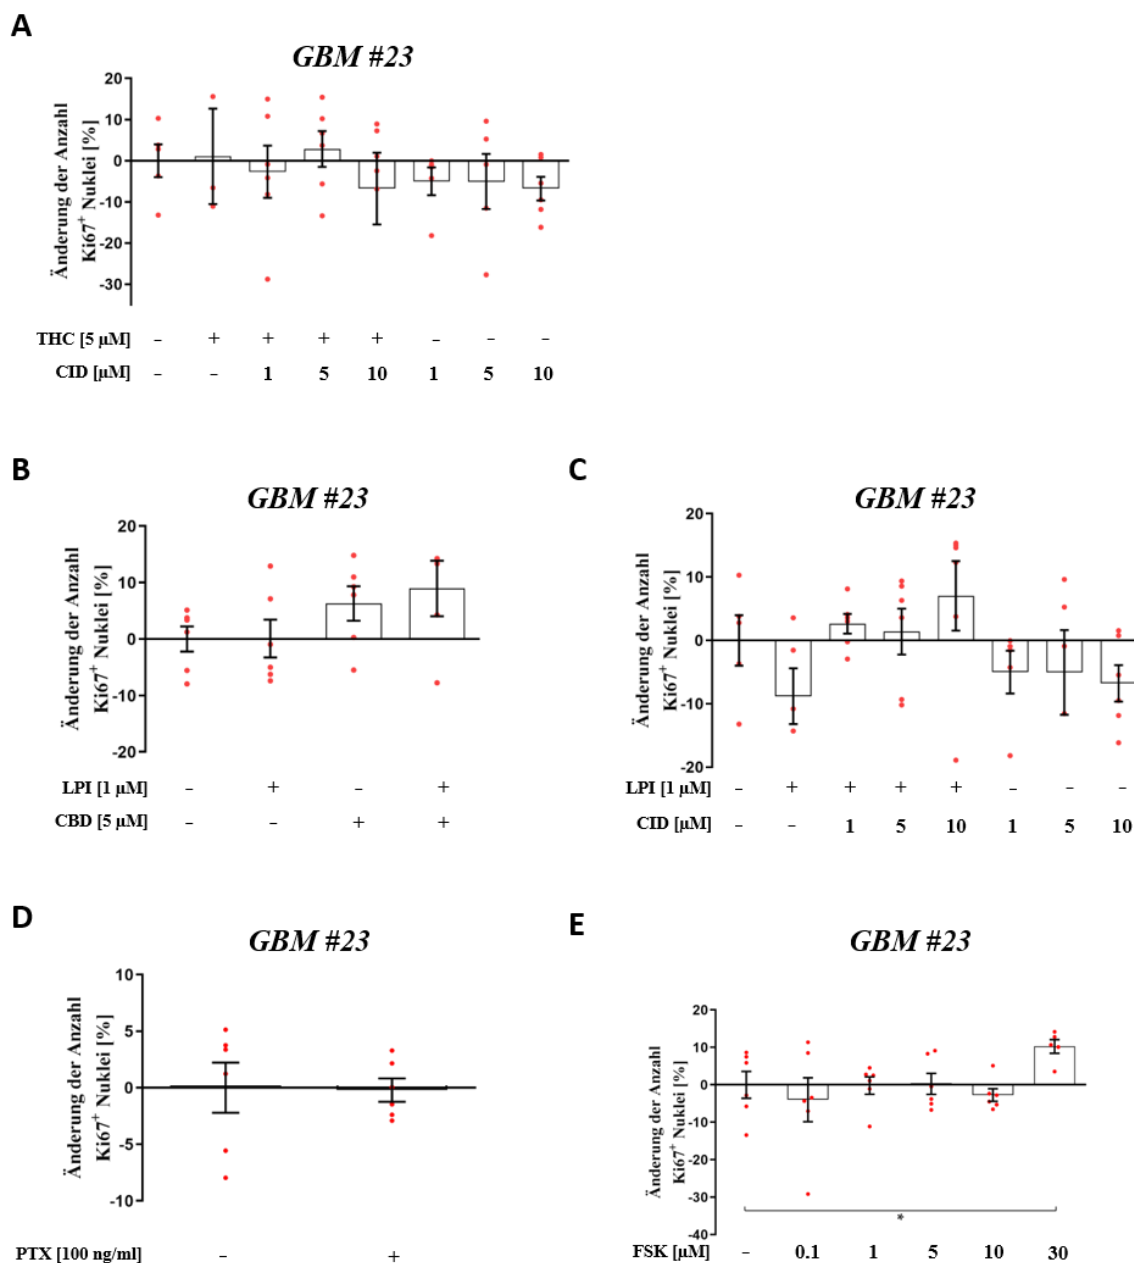 A
GBM #23
Änderung der Anzahl
Ki67⁺ Nuklei [%]
20
10
0
-10
-20
-30
THC [5 µM] – + + + + – – –
CID [µM] – – 1 5 10 1 5 10
B
GBM #23
Änderung der Anzahl
Ki67⁺ Nuklei [%]
20
10
0
-10
-20
LPI [1 µM] – + – +
CBD [5 µM] – – + +
C
GBM #23
Änderung der Anzahl
Ki67⁺ Nuklei [%]
20
10
0
-10
-20
LPI [1 µM] – + + + + – – –
CID [µM] – – 1 5 10 1 5 10
D
GBM #23
Änderung der Anzahl
Ki67⁺ Nuklei [%]
10
5
0
-5
-10
PTX [100 ng/ml] – +
E
GBM #23
Änderung der Anzahl
Ki67⁺ Nuklei [%]
20
10
0
-10
-20
-30
-40
*
FSK [µM] – 0.1 1 5 10 30